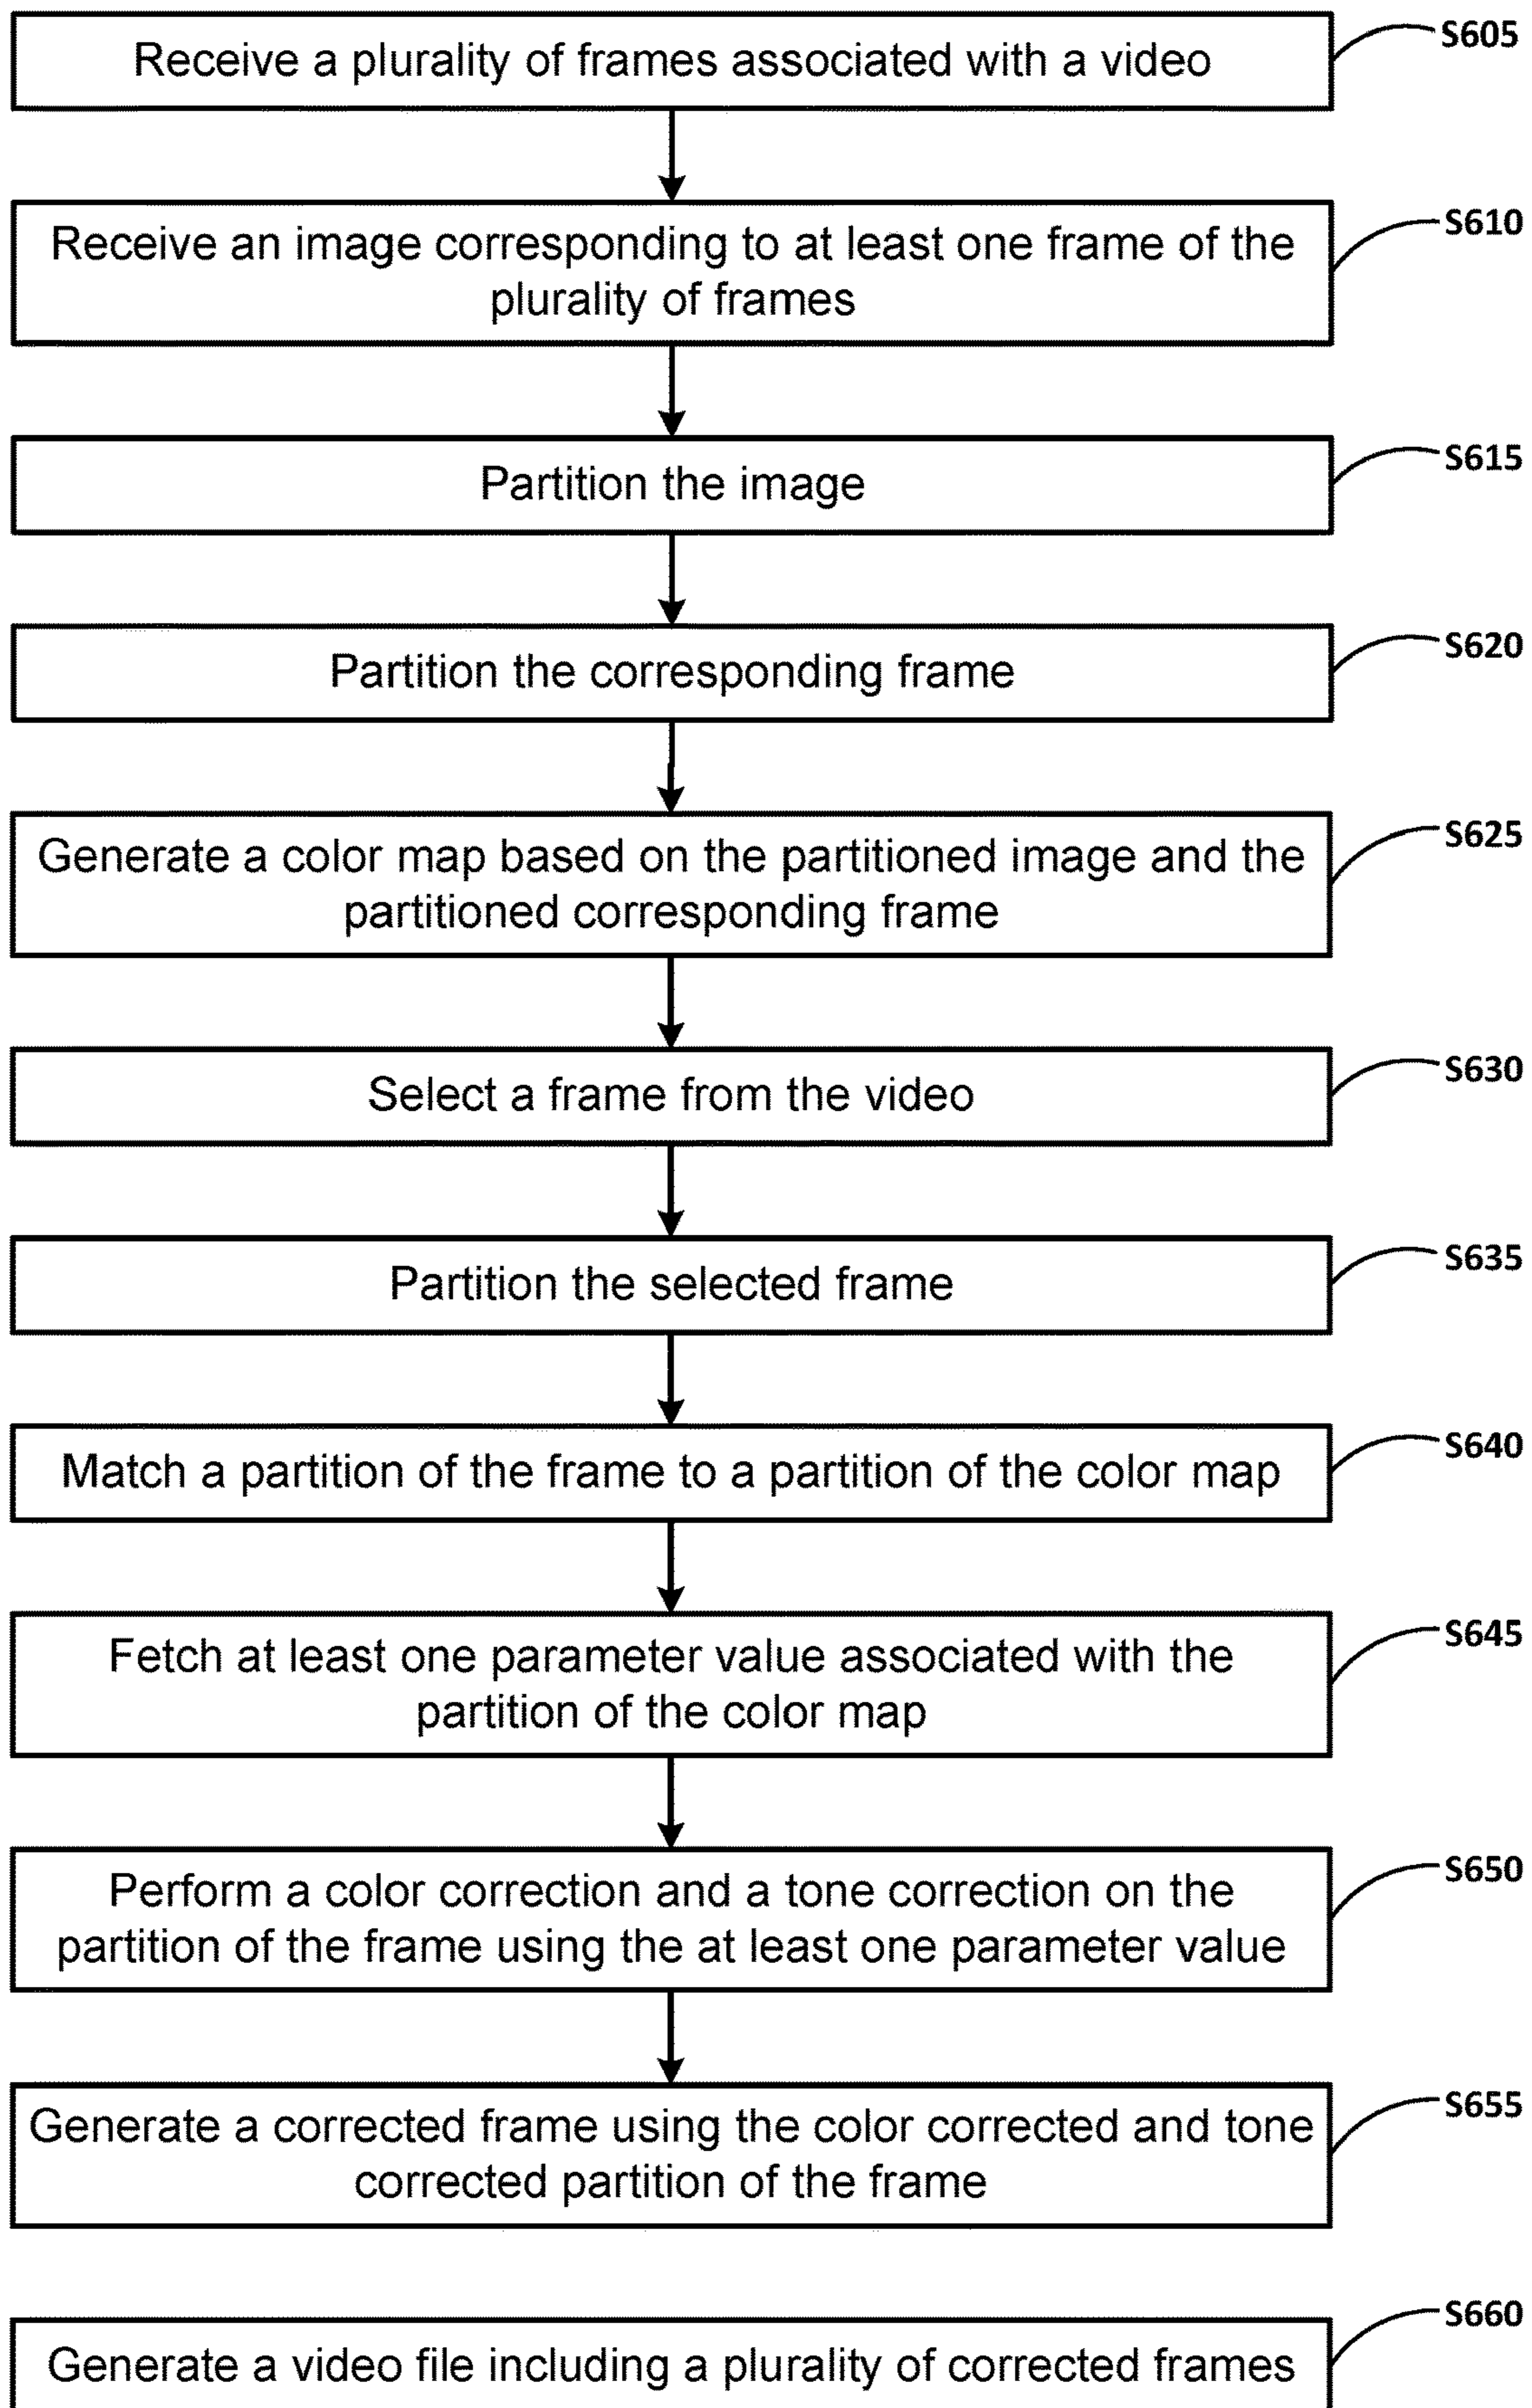 Receive a plurality of frames associated with a video
S605
Receive an image corresponding to at least one frame of the
plurality of frames
S610
Partition the image
S615
Partition the corresponding frame
S620
Generate a color map based on the partitioned image and the
partitioned corresponding frame
S625
Select a frame from the video
S630
Partition the selected frame
S635
Match a partition of the frame to a partition of the color map
S640
Fetch at least one parameter value associated with the
partition of the color map
S645
Perform a color correction and a tone correction on the
partition of the frame using the at least one parameter value
S650
Generate a corrected frame using the color corrected and tone
corrected partition of the frame
S655
Generate a video file including a plurality of corrected frames
S660